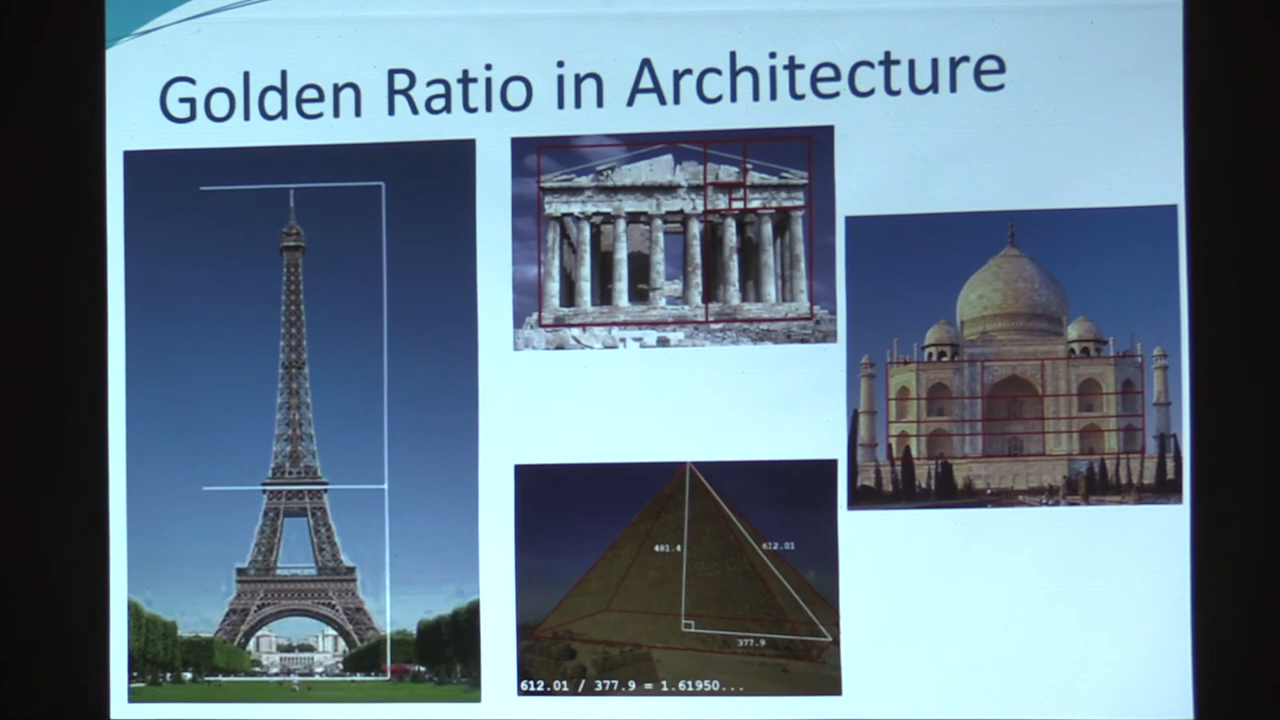 Golden Ratio in Architecture
481.4
612.01
377.9
612.01 / 377.9 = 1.61950...